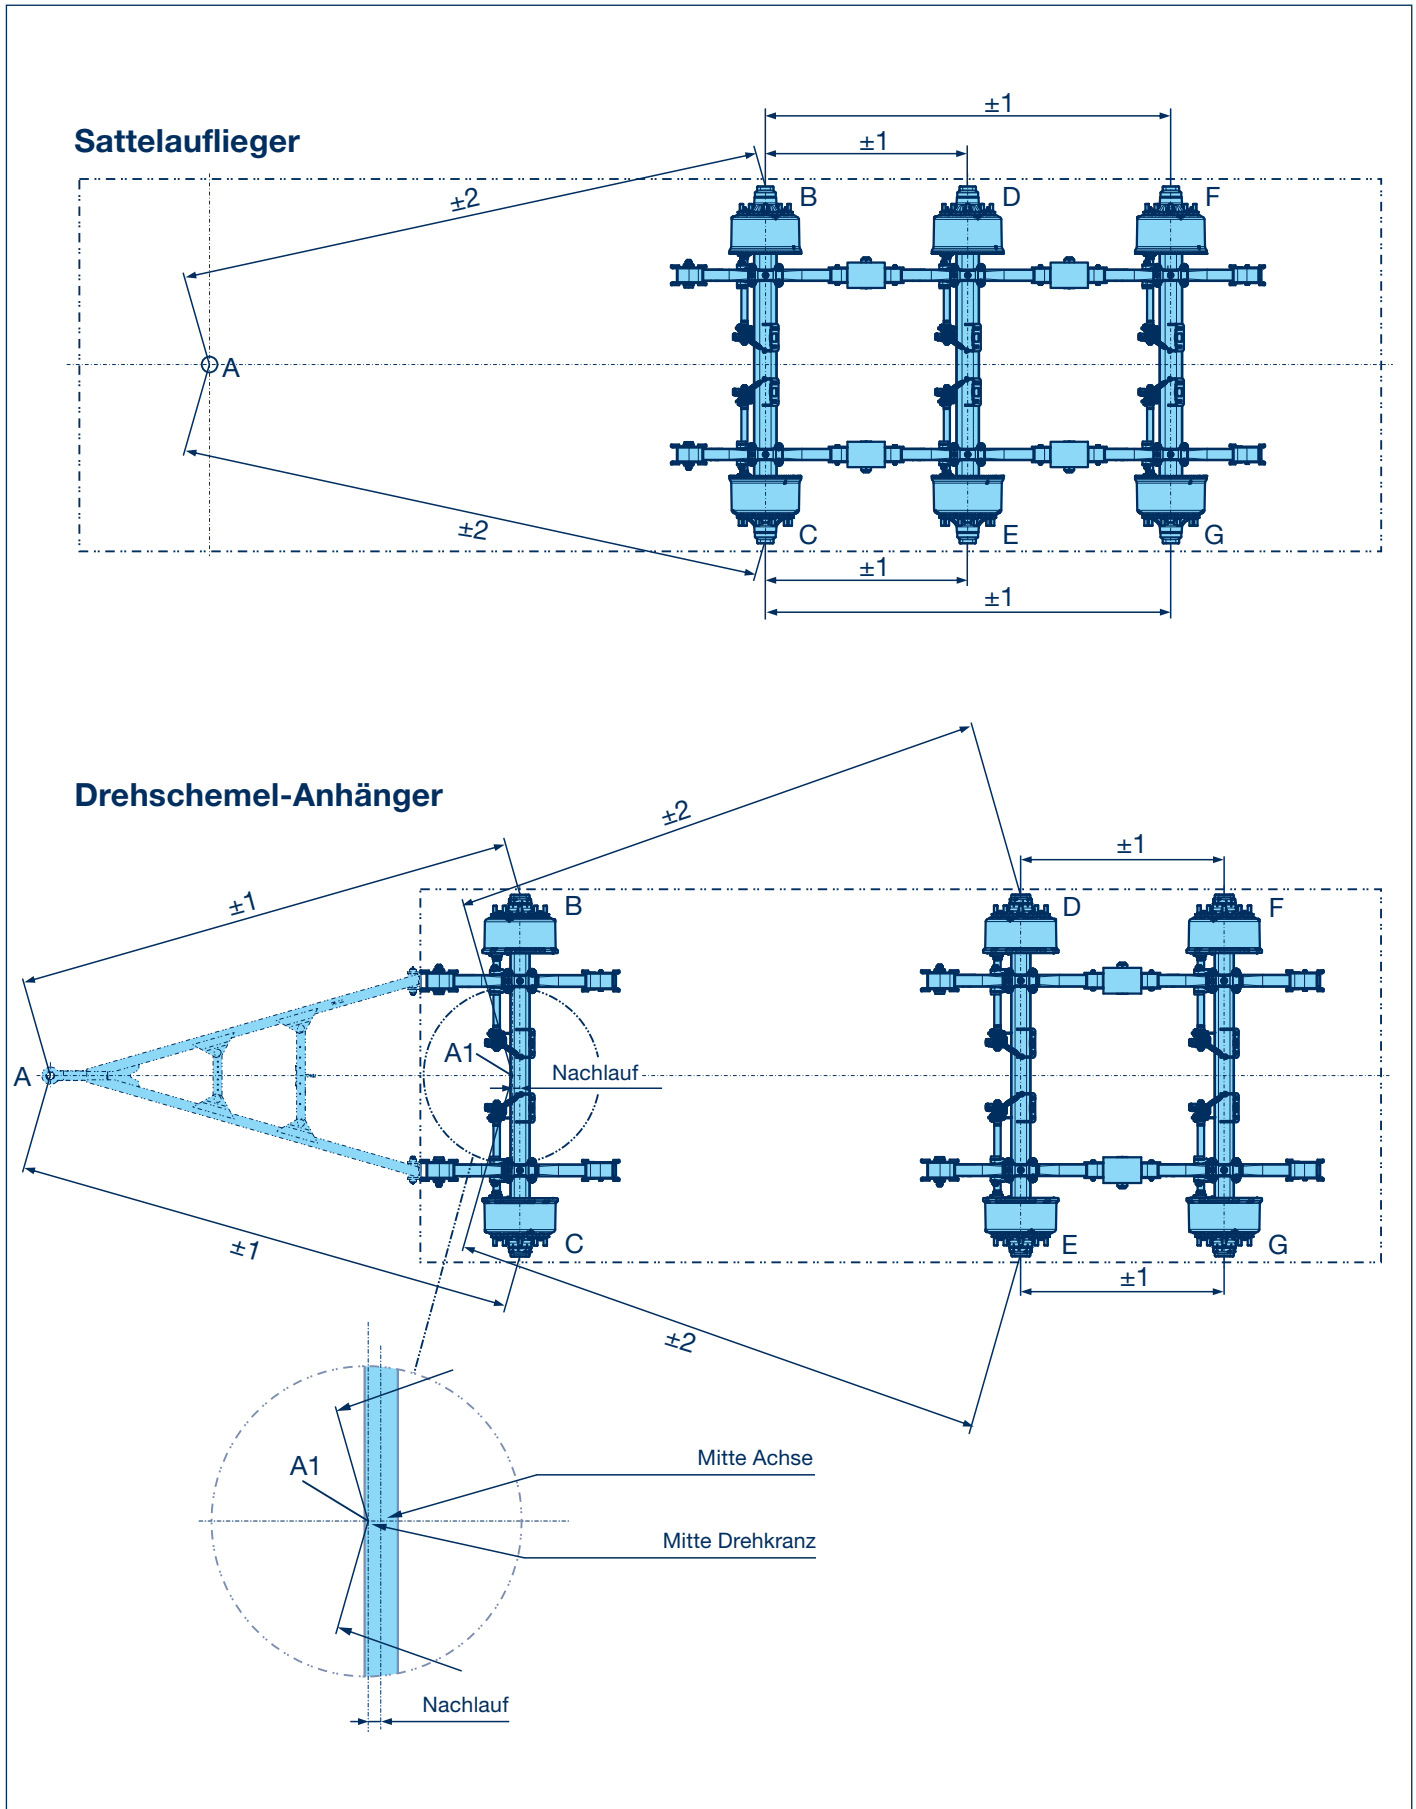 ±1
Sattelauflieger
±1
±2
B
D
F
A
±2
C
E
G
±1
±1
Drehschemel-Anhänger
±2
±1
±1
B
D
F
A1
A
Nachlauf
C
E
G
±1
±1
±2
Mitte Achse
A1
Mitte Drehkranz
Nachlauf